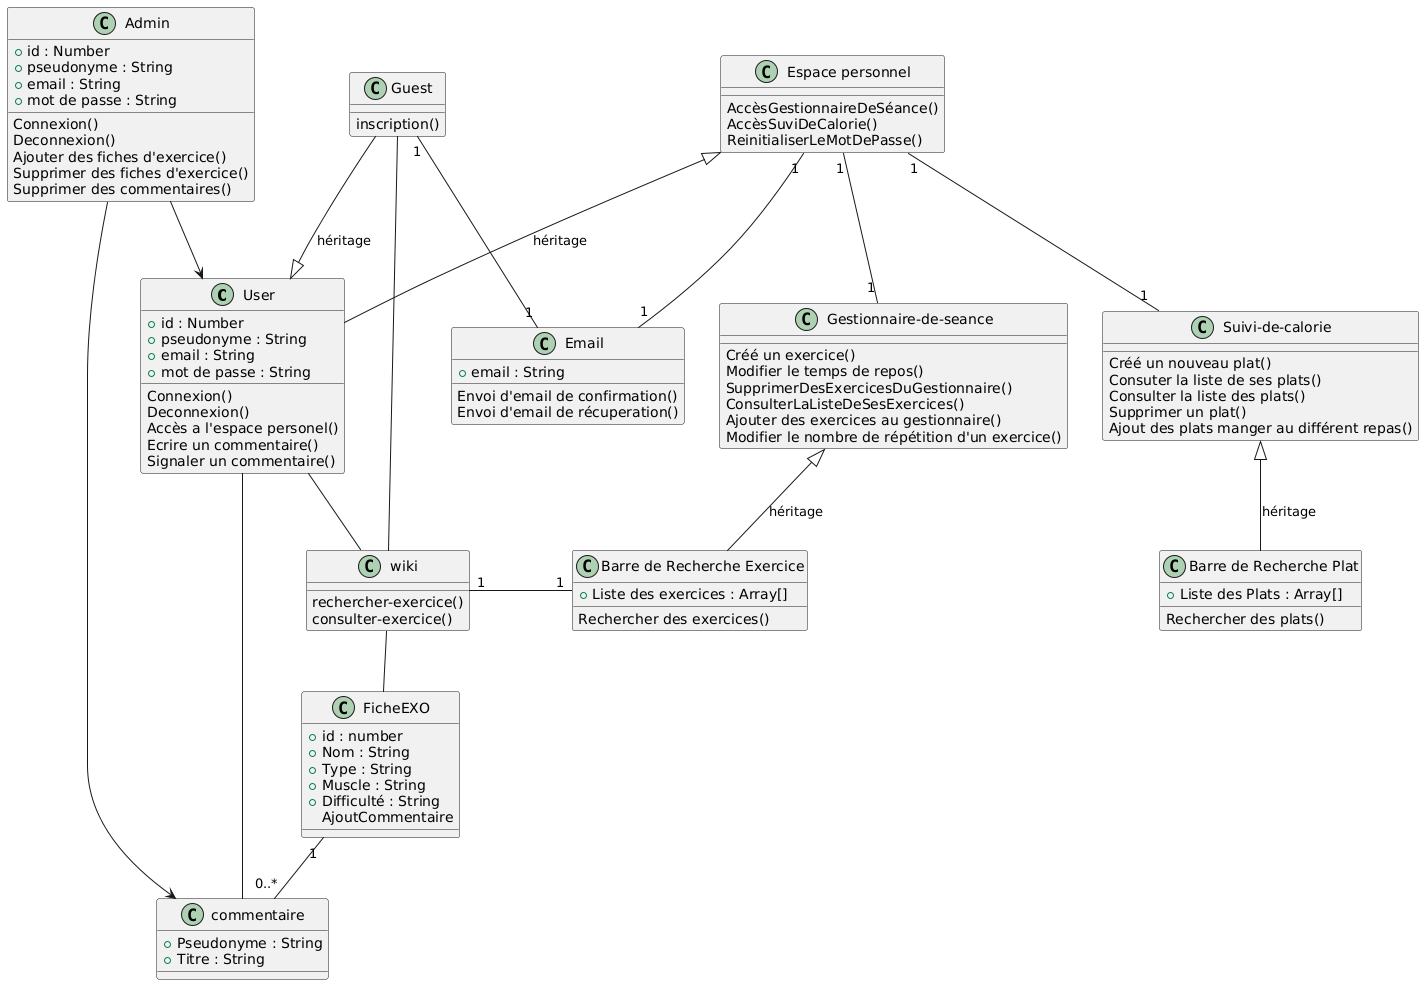 C Admin
+ id : Number
+ pseudonyme : String
+ email : String
+ mot de passe : String
Connexion()
Deconnexion()
Ajouter des fiches d'exercice()
Supprimer des fiches d'exercice()
Supprimer des commentaires()
C Guest
inscription()
C Espace personnel
AccèsGestionnaireDeSéance()
AccèsSuviDeCalorie()
ReinitialiserLeMotDePasse()
1
1
1
1
héritage
héritage
C User
+ id : Number
+ pseudonyme : String
+ email : String
+ mot de passe : String
Connexion()
Deconnexion()
Accès a l'espace personel()
Ecrire un commentaire()
Signaler un commentaire()
1
1
C Email
+ email : String
Envoi d'email de confirmation()
Envoi d'email de récuperation()
1
C Gestionnaire-de-seance
Créé un exercice()
Modifier le temps de repos()
SupprimerDesExercicesDuGestionnaire()
ConsulterLaListeDeSesExercices()
Ajouter des exercices au gestionnaire()
Modifier le nombre de répétition d'un exercice()
1
C Suivi-de-calorie
Créé un nouveau plat()
Consuter la liste de ses plats()
Consulter la liste des plats()
Supprimer un plat()
Ajout des plats manger au différent repas()
héritage
héritage
C wiki
rechercher-exercice()
consulter-exercice()
1
1
C Barre de Recherche Exercice
+ Liste des exercices : Array[]
Rechercher des exercices()
C Barre de Recherche Plat
+ Liste des Plats : Array[]
Rechercher des plats()
C FicheEXO
+ id : number
+ Nom : String
+ Type : String
+ Muscle : String
+ Difficulté : String
AjoutCommentaire
1
0..*
C commentaire
+ Pseudonyme : String
+ Titre : String